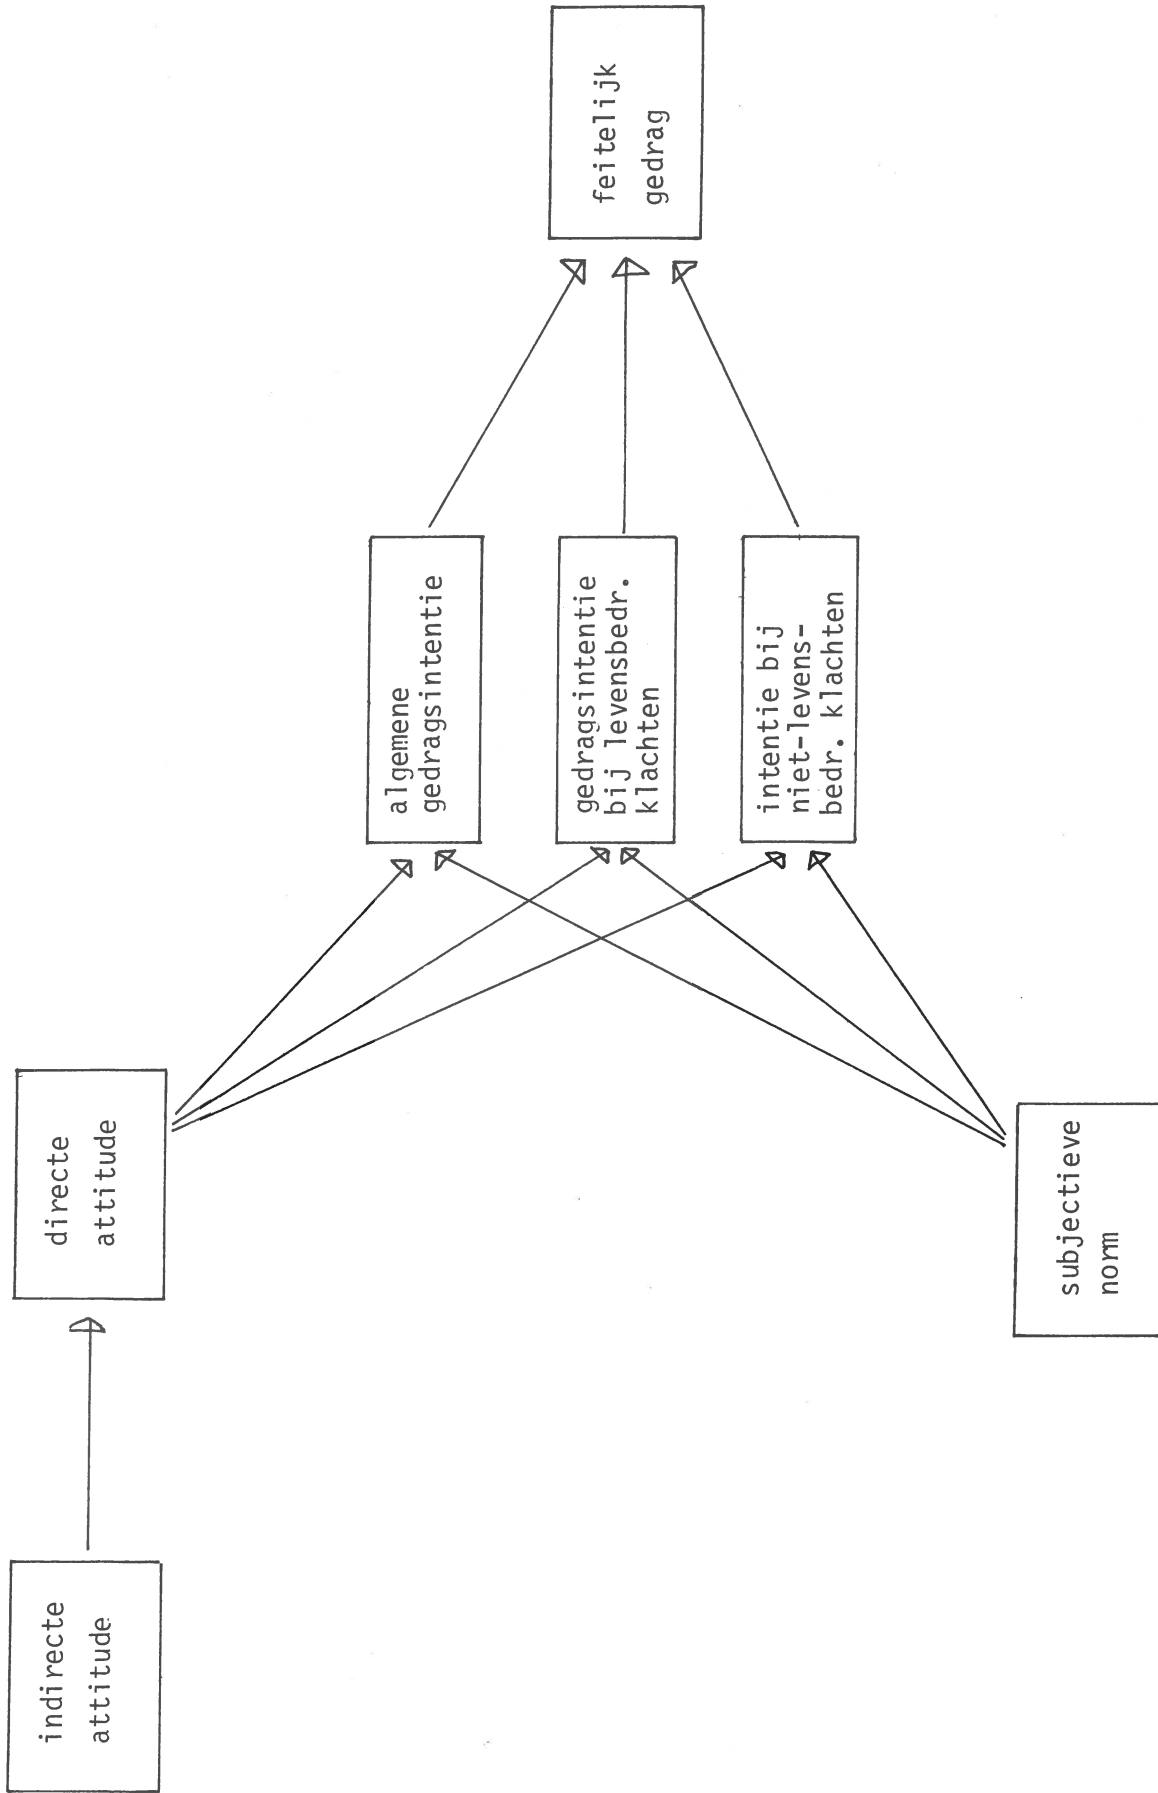 indirecte
attitude
directe
attitude
subjectieve
norm
algemene
gedragsintentie
gedragsintentie
bij levensbedr.
klachten
intentie bij
niet-levens-
bedr. klachten
feitelijk
gedrag